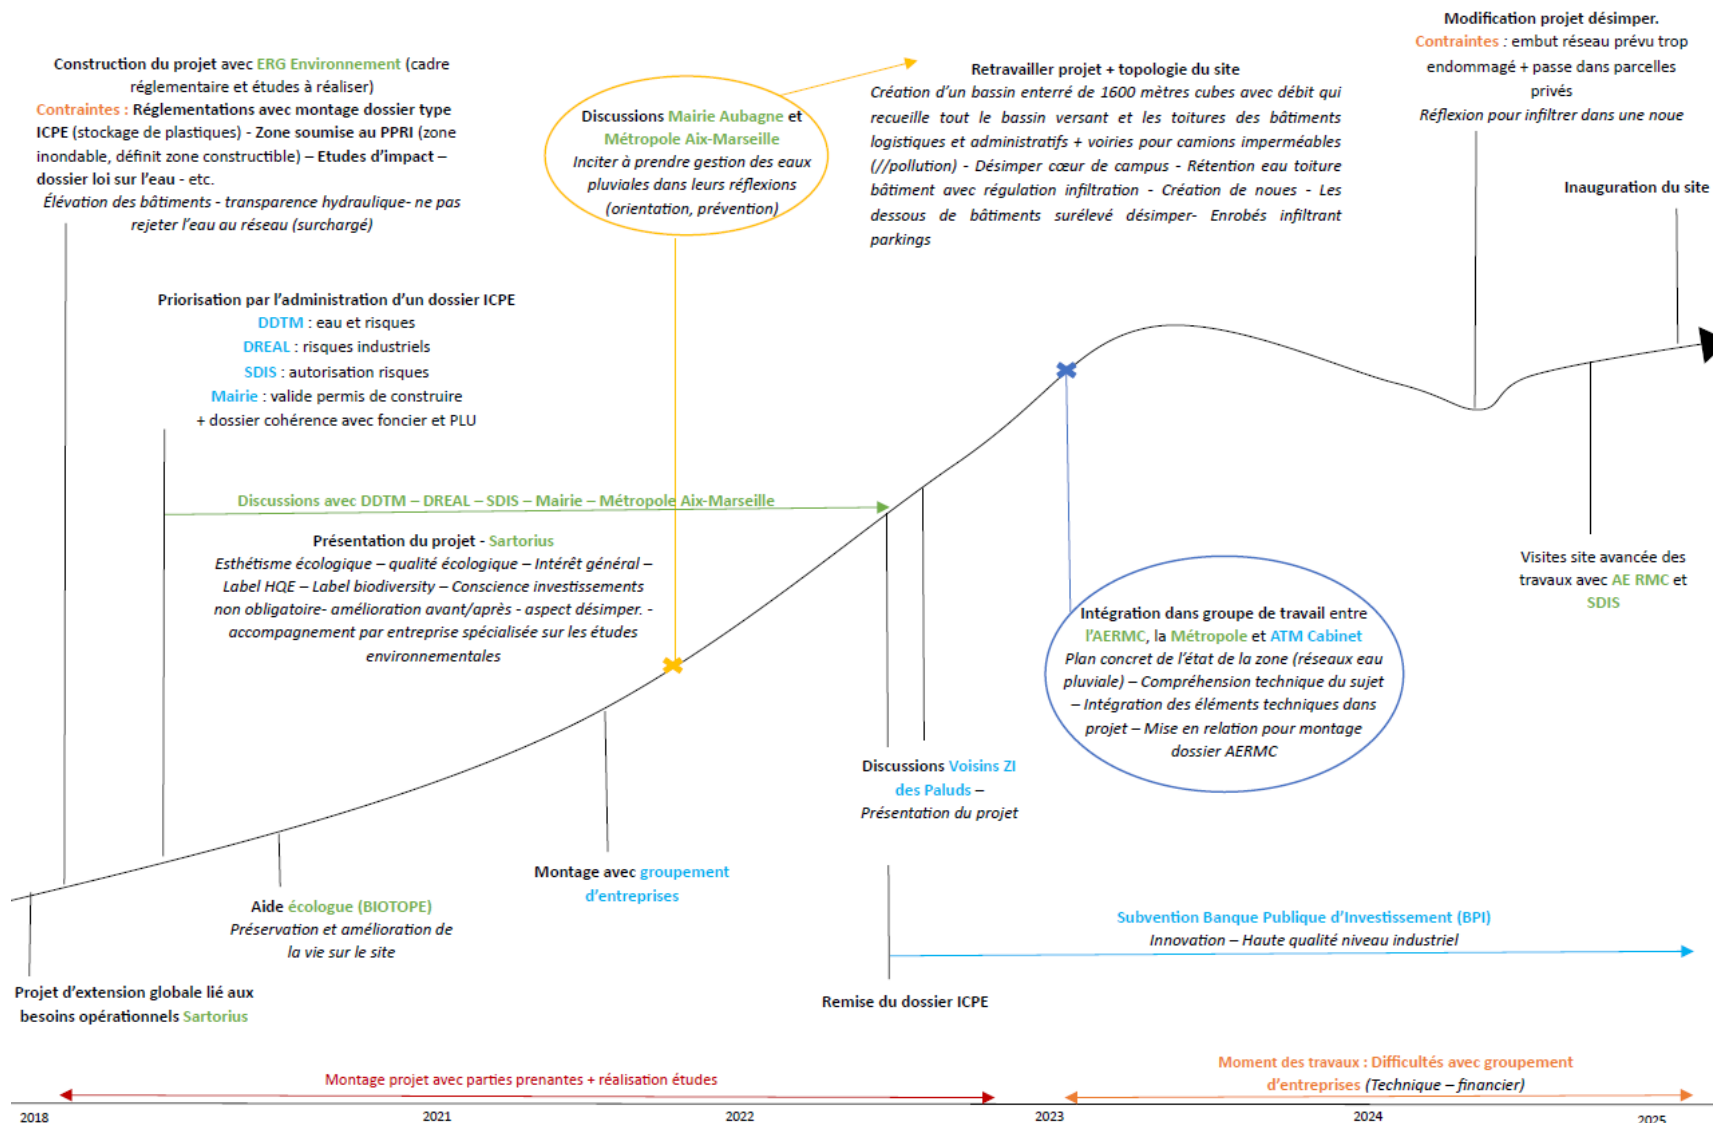 Construction du projet avec ERG Environnement (cadre
réglementaire et études à réaliser)
Contraintes : Réglementations avec montage dossier type
ICPE (stockage de plastiques) - Zone soumise au PPRI (zone
inondable, définit zone constructible) – Etudes d'impact –
dossier loi sur l'eau - etc.
Élévation des bâtiments - transparence hydraulique- ne pas
rejeter l'eau au réseau (surchargé)
Priorisation par l'administration d'un dossier ICPE
DDTM : eau et risques
DREAL : risques industriels
SDIS : autorisation risques
Mairie : valide permis de construire
+ dossier cohérence avec foncier et PLU
Discussions Mairie Aubagne et
Métropole Aix-Marseille
Inciter à prendre gestion des eaux
pluviales dans leurs réflexions
(orientation, prévention)
Retravailler projet + topologie du site
Création d'un bassin enterré de 1600 mètres cubes avec débit qui
recueille tout le bassin versant et les toitures des bâtiments
logistiques et administratifs + voiries pour camions imperméables
(//pollution) - Désimper cœur de campus - Rétention eau toiture
bâtiment avec régulation infiltration - Création de noues - Les
dessous de bâtiments surélevé désimper- Enrobés infiltrant
parkings
Modification projet désimper.
Contraintes : embut réseau prévu trop
endommagé + passe dans parcelles
privés
Réflexion pour infiltrer dans une noue
Inauguration du site
Discussions avec DDTM – DREAL – SDIS – Mairie – Métropole Aix-Marseille
Présentation du projet - Sartorius
Esthétisme écologique – qualité écologique – Intérêt général –
Label HQE – Label biodiversity – Conscience investissements
non obligatoire- amélioration avant/après - aspect désimper. -
accompagnement par entreprise spécialisée sur les études
environnementales
Visites site avancée des
travaux avec AE RMC et
SDIS
Intégration dans groupe de travail entre
l'AERMC, la Métropole et ATM Cabinet
Plan concret de l'état de la zone (réseaux eau
pluviale) – Compréhension technique du sujet
– Intégration des éléments techniques dans
projet – Mise en relation pour montage
dossier AERMC
Discussions Voisins ZI
des Paluds –
Présentation du projet
Montage avec groupement
d'entreprises
Aide écologue (BIOTOPE)
Préservation et amélioration de
la vie sur le site
Subvention Banque Publique d'Investissement (BPI)
Innovation – Haute qualité niveau industriel
Projet d'extension globale lié aux
besoins opérationnels Sartorius
Remise du dossier ICPE
Montage projet avec parties prenantes + réalisation études
Moment des travaux : Difficultés avec groupement
d'entreprises (Technique – financier)
2018 2021 2022 2023 2024 2025